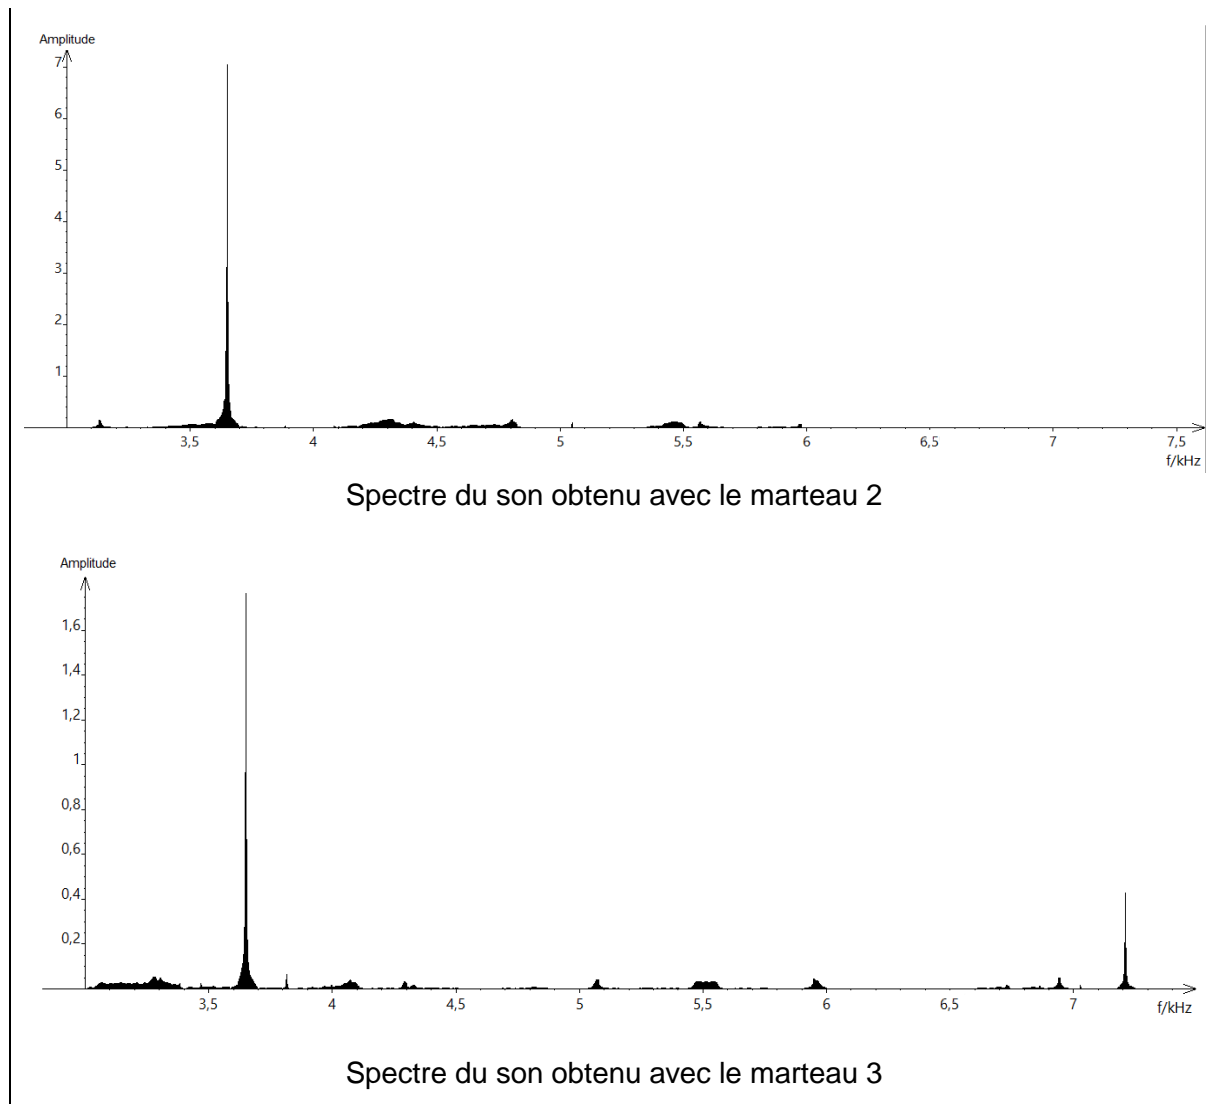 Amplitude
7
6
5
4
3
2
1
3,5 4 4,5 5 5,5 6 6,5 7 7,5
f/kHz
Spectre du son obtenu avec le marteau 2
Amplitude
1,6
1,4
1,2
1
0,8
0,6
0,4
0,2
3,5 4 4,5 5 5,5 6 6,5 7 f/kHz
Spectre du son obtenu avec le marteau 3